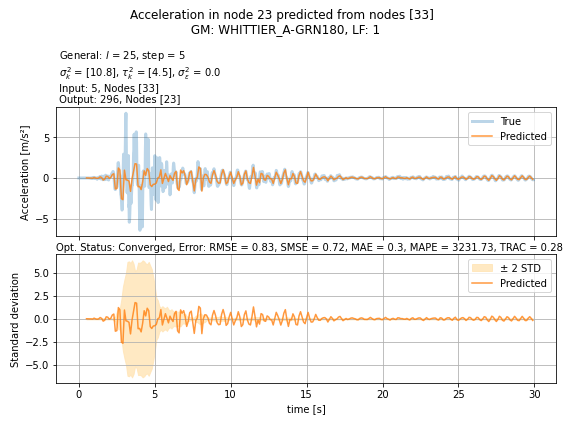 Acceleration in node 23 predicted from nodes [33]
GM: WHITTIER_A-GRN180, LF: 1
General: l = 25, step = 5
σ²ₖ = [10.8], τ²ₖ = [4.5], σ²ε = 0.0
Input: 5, Nodes [33]
Output: 296, Nodes [23]
Acceleration [m/s²]
5
0
−5
True
Predicted
Opt. Status: Converged, Error: RMSE = 0.83, SMSE = 0.72, MAE = 0.3, MAPE = 3231.73, TRAC = 0.28
Standard deviation
5.0
2.5
0.0
−2.5
−5.0
± 2 STD
Predicted
0 5 10 15 20 25 30
time [s]